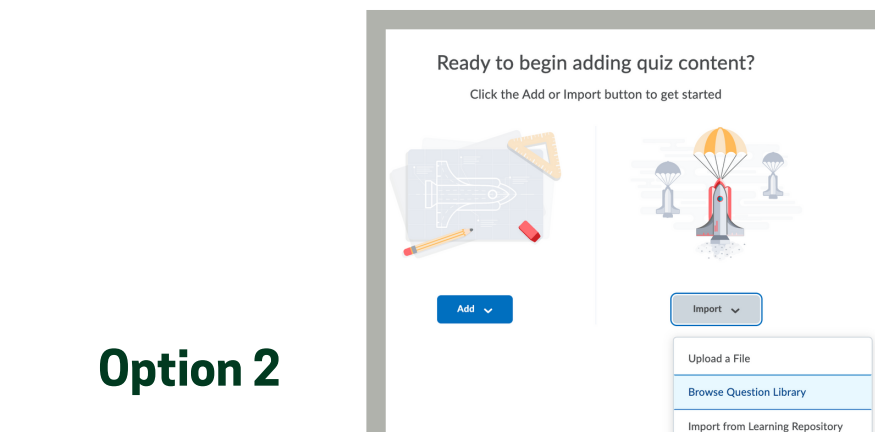 Ready to begin adding quiz content?
Click the Add or Import button to get started
Add
Import
Upload a File
Browse Question Library
Import from Learning Repository
Option 2